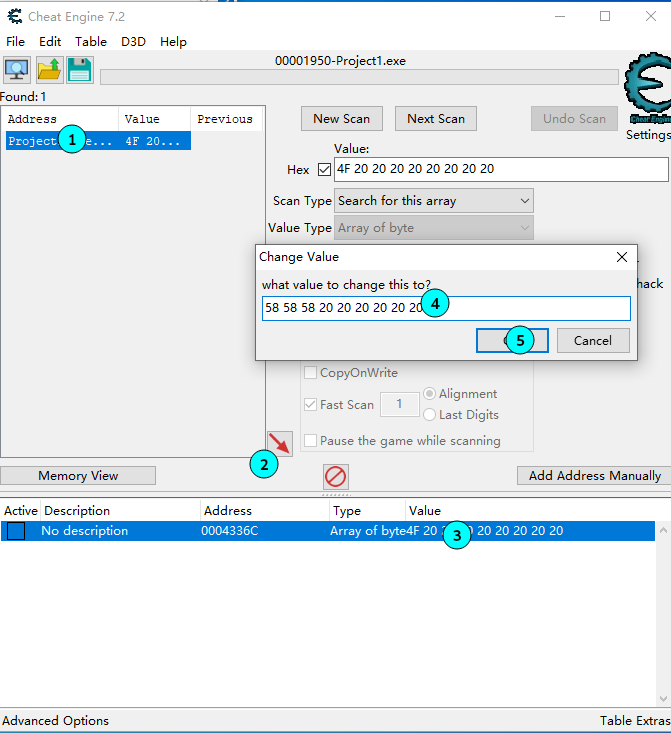 Cheat Engine 7.2
File Edit Table D3D Help
00001950-Project1.exe
Found: 1
Address Value Previous
Project 4F 20...
1
New Scan Next Scan Undo Scan
Cheat Engine
Settings
Value:
Hex 4F 20 20 20 20 20 20 20 20
Scan Type Search for this array
Value Type Array of byte
Change Value
what value to change this to?
58 58 58 20 20 20 20 20 20
4
5
Cancel
hack
CopyOnWrite
Fast Scan 1 Alignment
Last Digits
Pause the game while scanning
2
Memory View Add Address Manually
Active Description Address Type Value
No description 0004336C Array of byte 4F 20 20 20 20 20 20
3
Advanced Options Table Extras